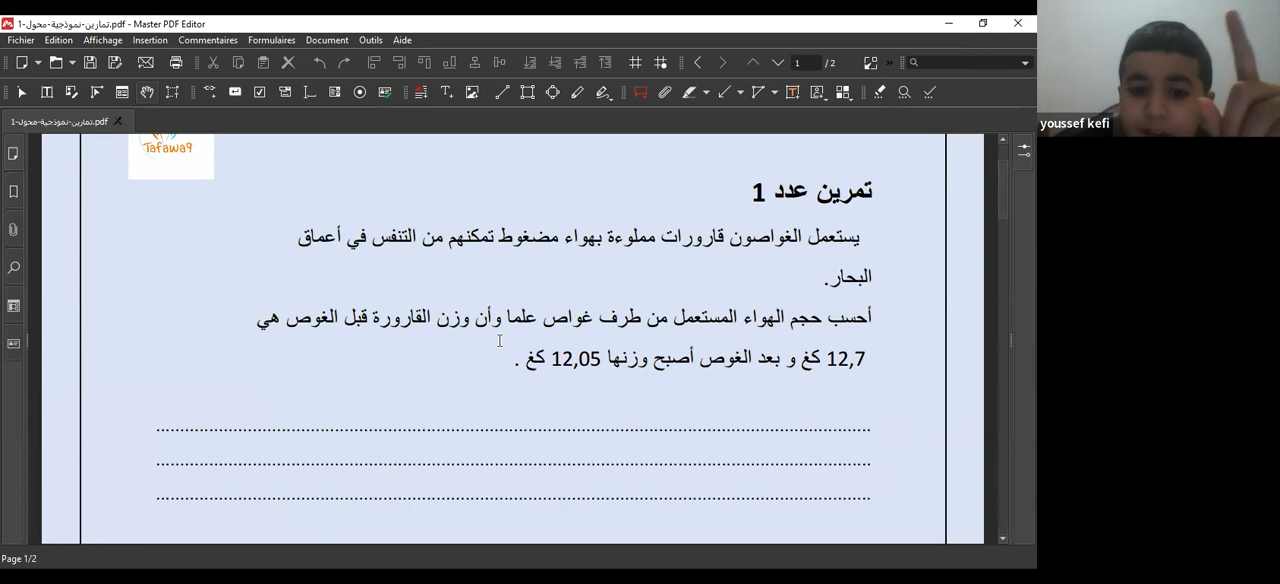 تمارين-نموذجية-محول-1.pdf - Master PDF Editor
Fichier Edition Affichage Insertion Commentaires Formulaires Document Outils Aide
1 / 2
تمارين-نموذجية-محول-1.pdf
youssef kefi
Tafawa9
تمرين عدد 1
يستعمل الغواصون قارورات مملوءة بهواء مضغوط تمكنهم من التنفس في أعماق
البحار.
أحسب حجم الهواء المستعمل من طرف غواص علما وأن وزن القارورة قبل الغوص هي
12,7 كغ و بعد الغوص أصبح وزنها 12,05 كغ .
Page 1/2